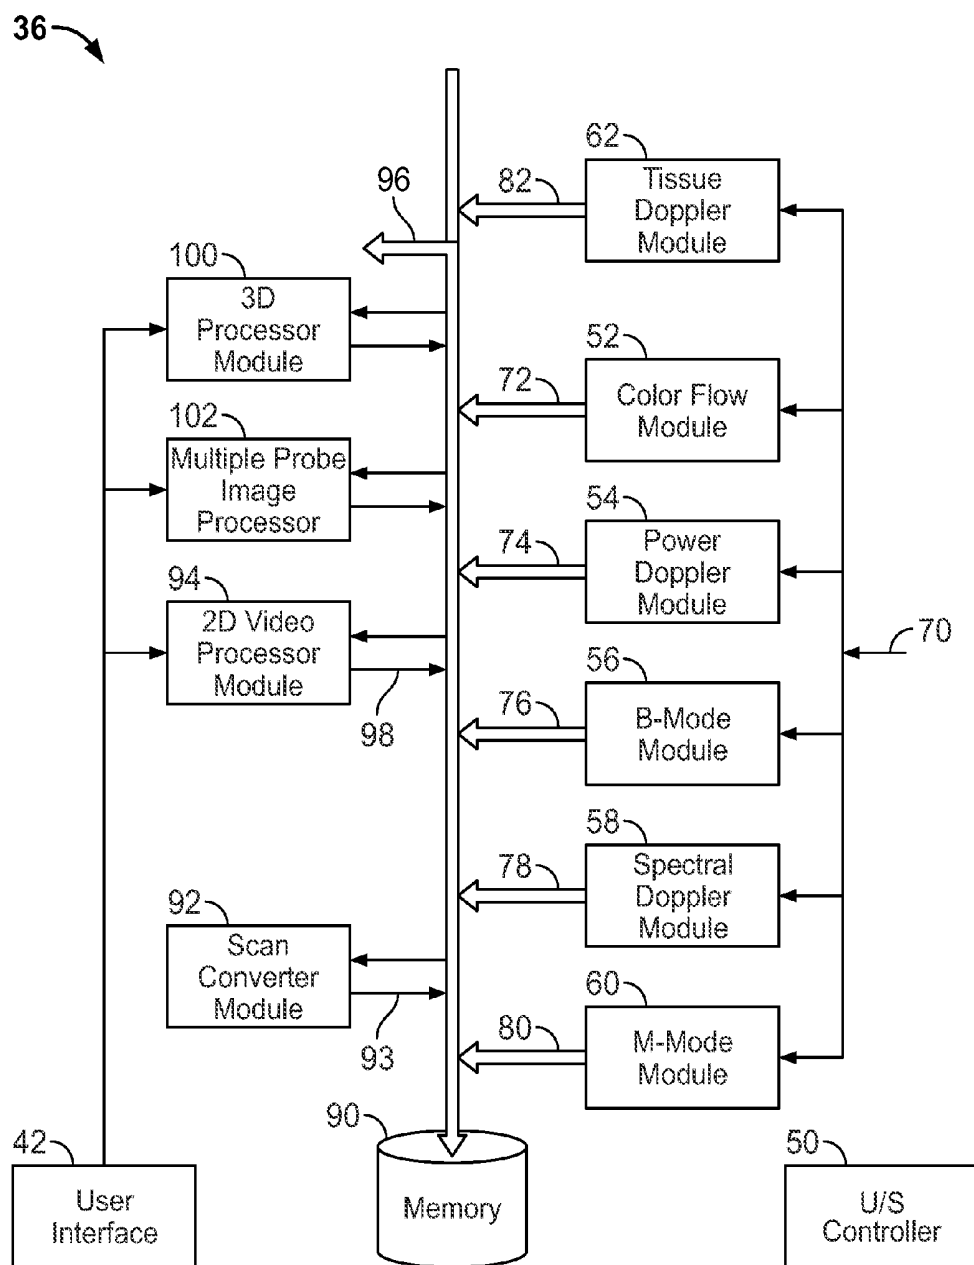 36
62
82
Tissue
Doppler
Module
96
100
3D
Processor
Module
52
72
Color Flow
Module
102
Multiple Probe
Image
Processor
54
74
Power
Doppler
Module
94
2D Video
Processor
Module
98
70
56
76
B-Mode
Module
58
78
Spectral
Doppler
Module
92
Scan
Converter
Module
93
60
80
M-Mode
Module
90
Memory
42
User
Interface
50
U/S
Controller